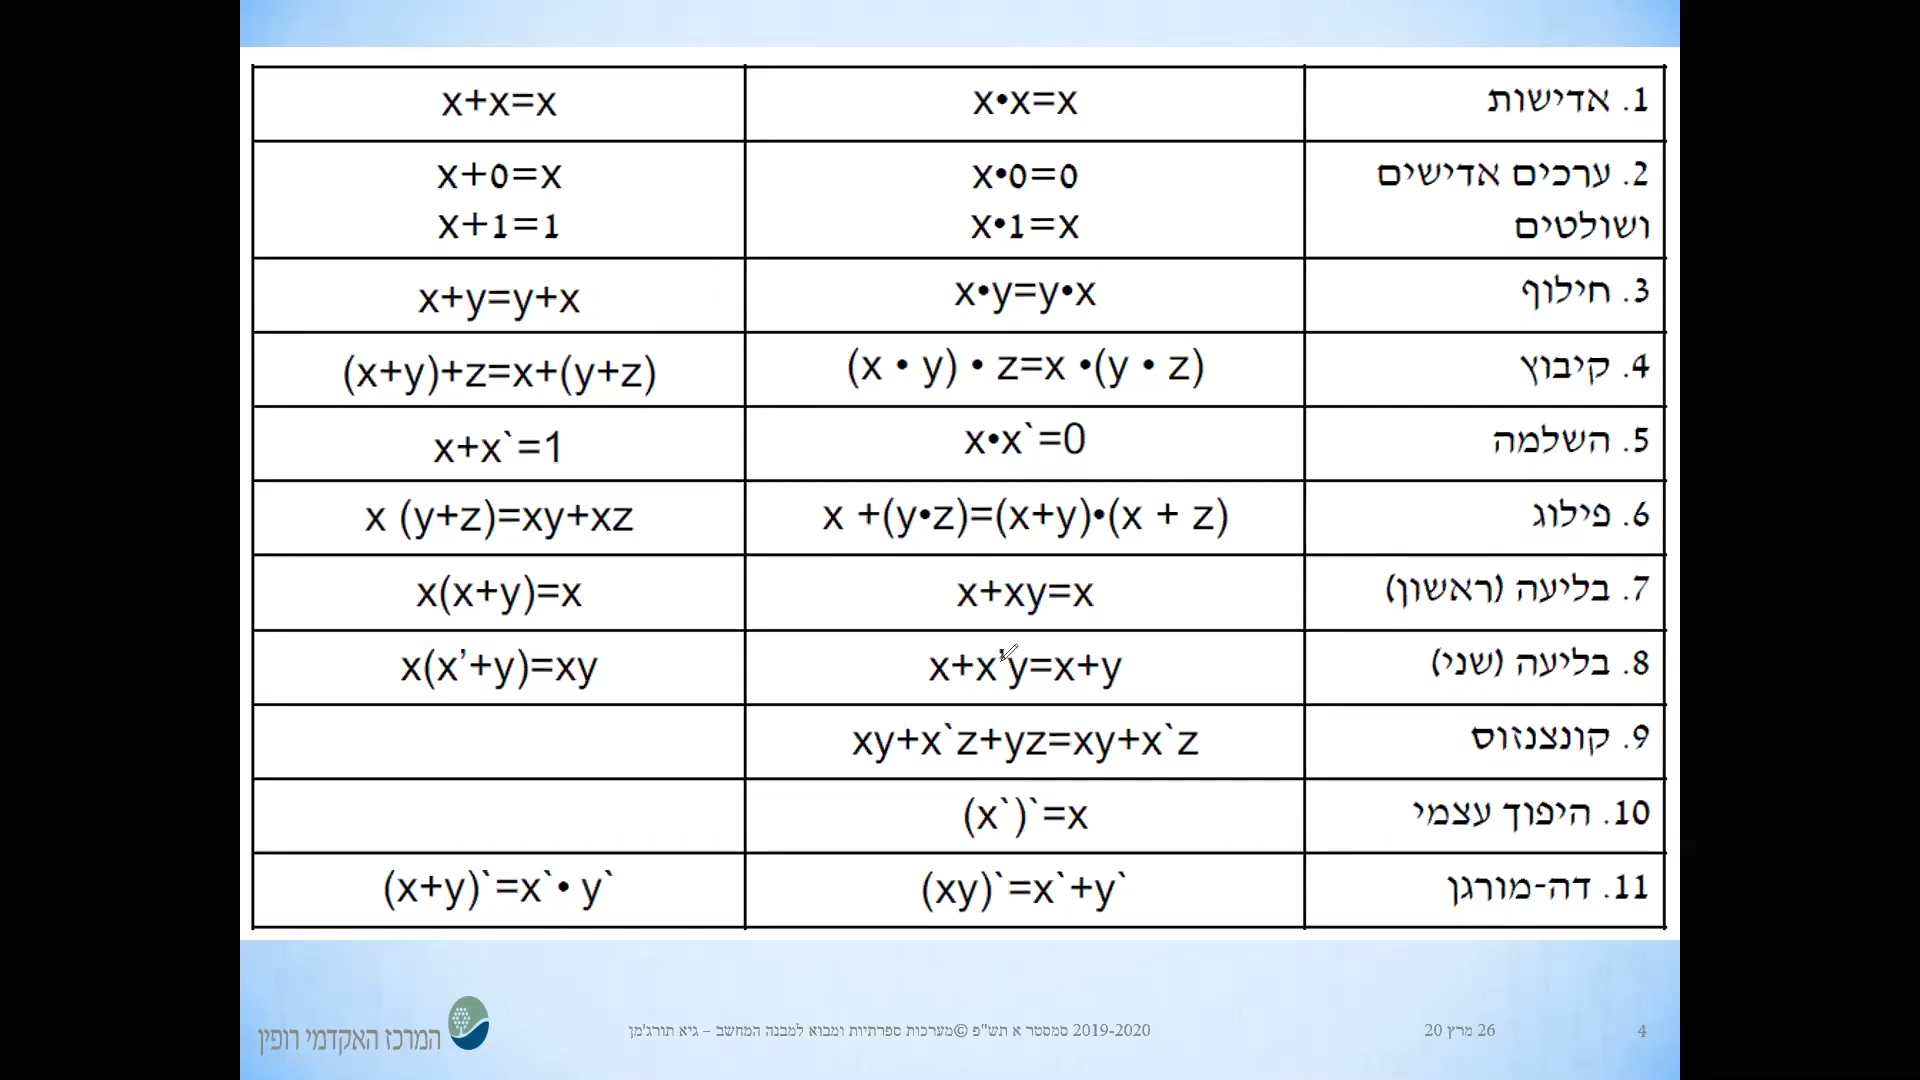 1. אדישות x•x=x x+x=x
2. ערכים אדישים x•0=0 x+0=x
ושולטים x•1=x x+1=1
3. חילוף x•y=y•x x+y=y+x
4. קיבוץ (x • y) • z=x •(y • z) (x+y)+z=x+(y+z)
5. השלמה x•x`=0 x+x`=1
6. פילוג x +(y•z)=(x+y)•(x + z) x (y+z)=xy+xz
7. בליעה (ראשון) x+xy=x x(x+y)=x
8. בליעה (שני) x+x’y=x+y x(x’+y)=xy
9. קונצנזוס xy+x`z+yz=xy+x`z
10. היפוך עצמי (x`)`=x
11. דה-מורגן (xy)`=x`+y` (x+y)`=x`• y`
4
26 מרץ 20
2019-2020 סמסטר א תש"פ ©מערכות ספרתיות ומבוא למבנה המחשב – גיא תורג'מן
המרכז האקדמי רופין